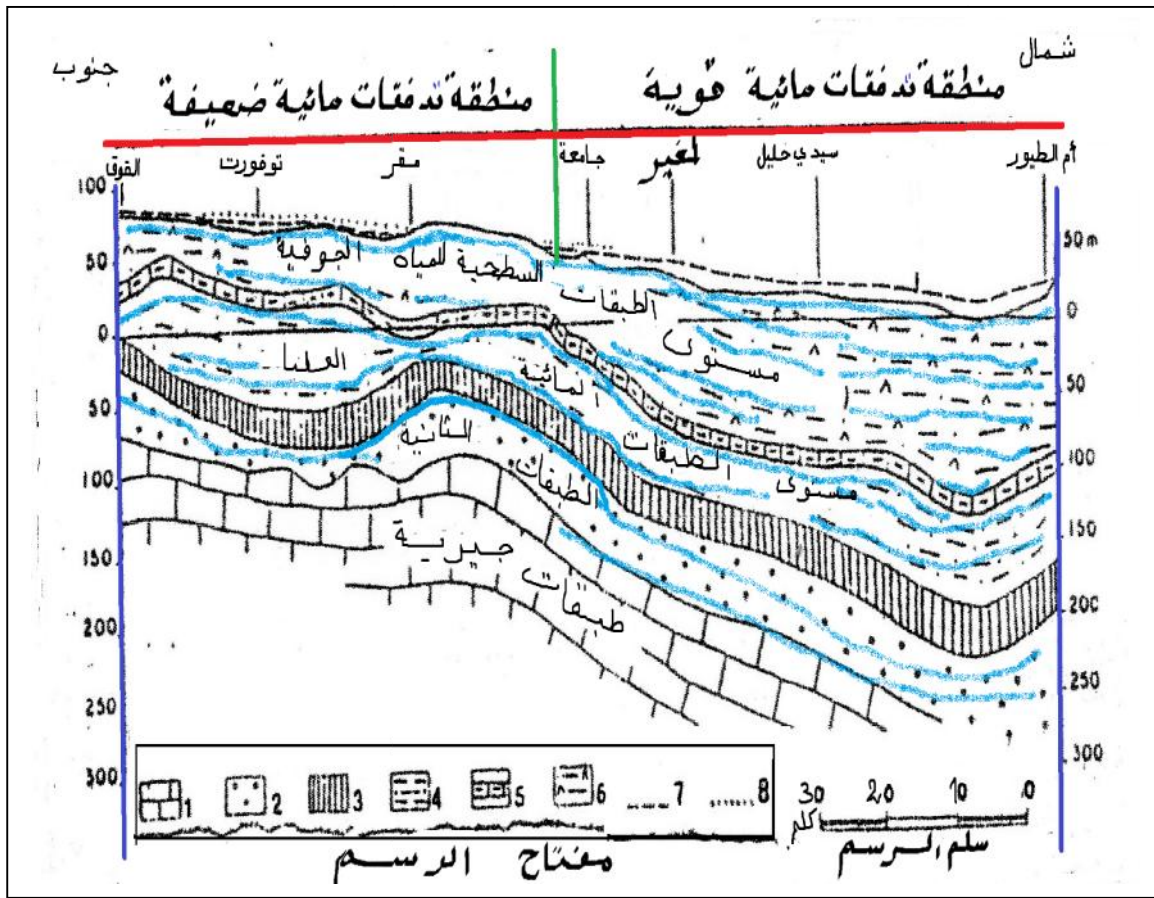 شمال
جنوب
منطقة تدفقات مائية قوية
منطقة تدفقات مائية ضعيفة
أم الطيور
سيدي خليل
لمغير
جامعة
مقر
توقورت
القوق
100
50
0
50
100
150
200
250
300
50 m
0
50
100
150
200
250
300
الطبقات السطحية للمياه الجوفية
مستوى
مستوى الطبقات المائية العليا
الطبقات الثانية
طبقات جيرية
1 2 3 4 5 6 7 8
30 20 10 0
كلم
سلم الرسم
مفتاح الرسم